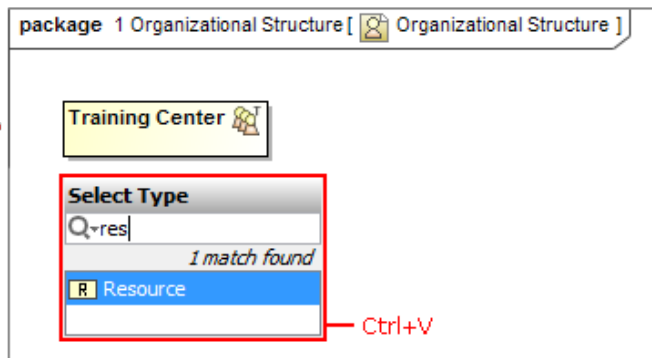 package 1 Organizational Structure [ Organizational Structure ]
Training Center
Select Type
res
1 match found
R Resource
Ctrl+V